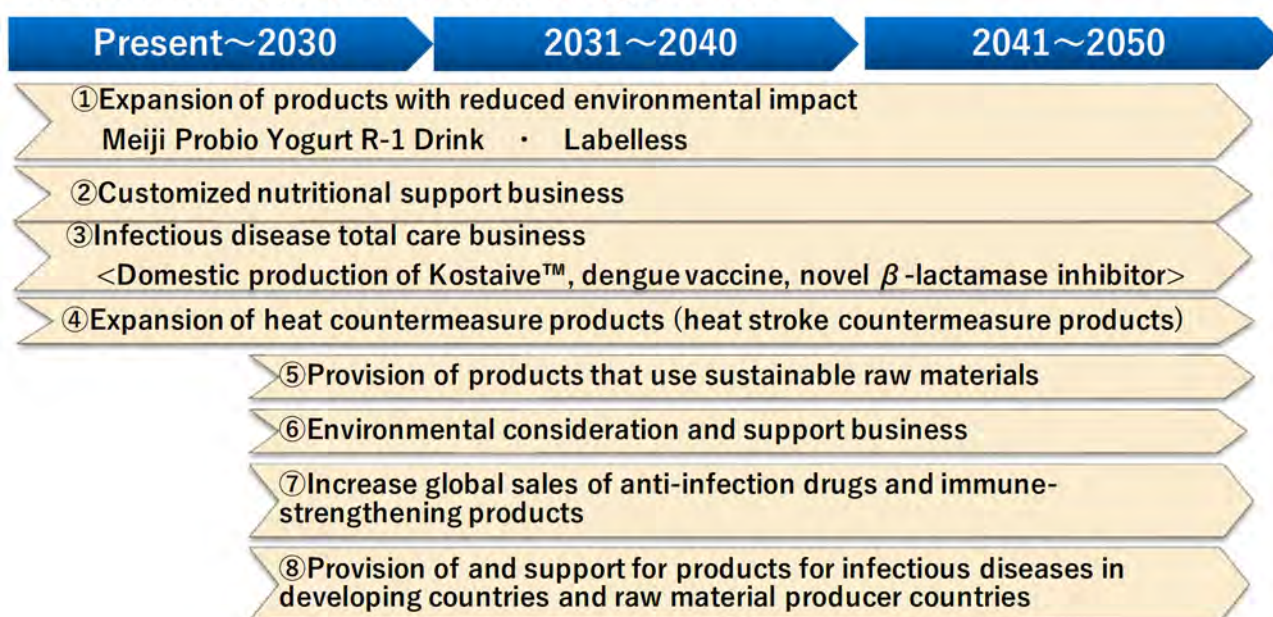 Present～2030
2031～2040
2041～2050
①Expansion of products with reduced environmental impact
Meiji Probio Yogurt R-1 Drink ・ Labelless
②Customized nutritional support business
③Infectious disease total care business
<Domestic production of Kostaive™, dengue vaccine, novel β-lactamase inhibitor>
④Expansion of heat countermeasure products (heat stroke countermeasure products)
⑤Provision of products that use sustainable raw materials
⑥Environmental consideration and support business
⑦Increase global sales of anti-infection drugs and immune-
strengthening products
⑧Provision of and support for products for infectious diseases in
developing countries and raw material producer countries